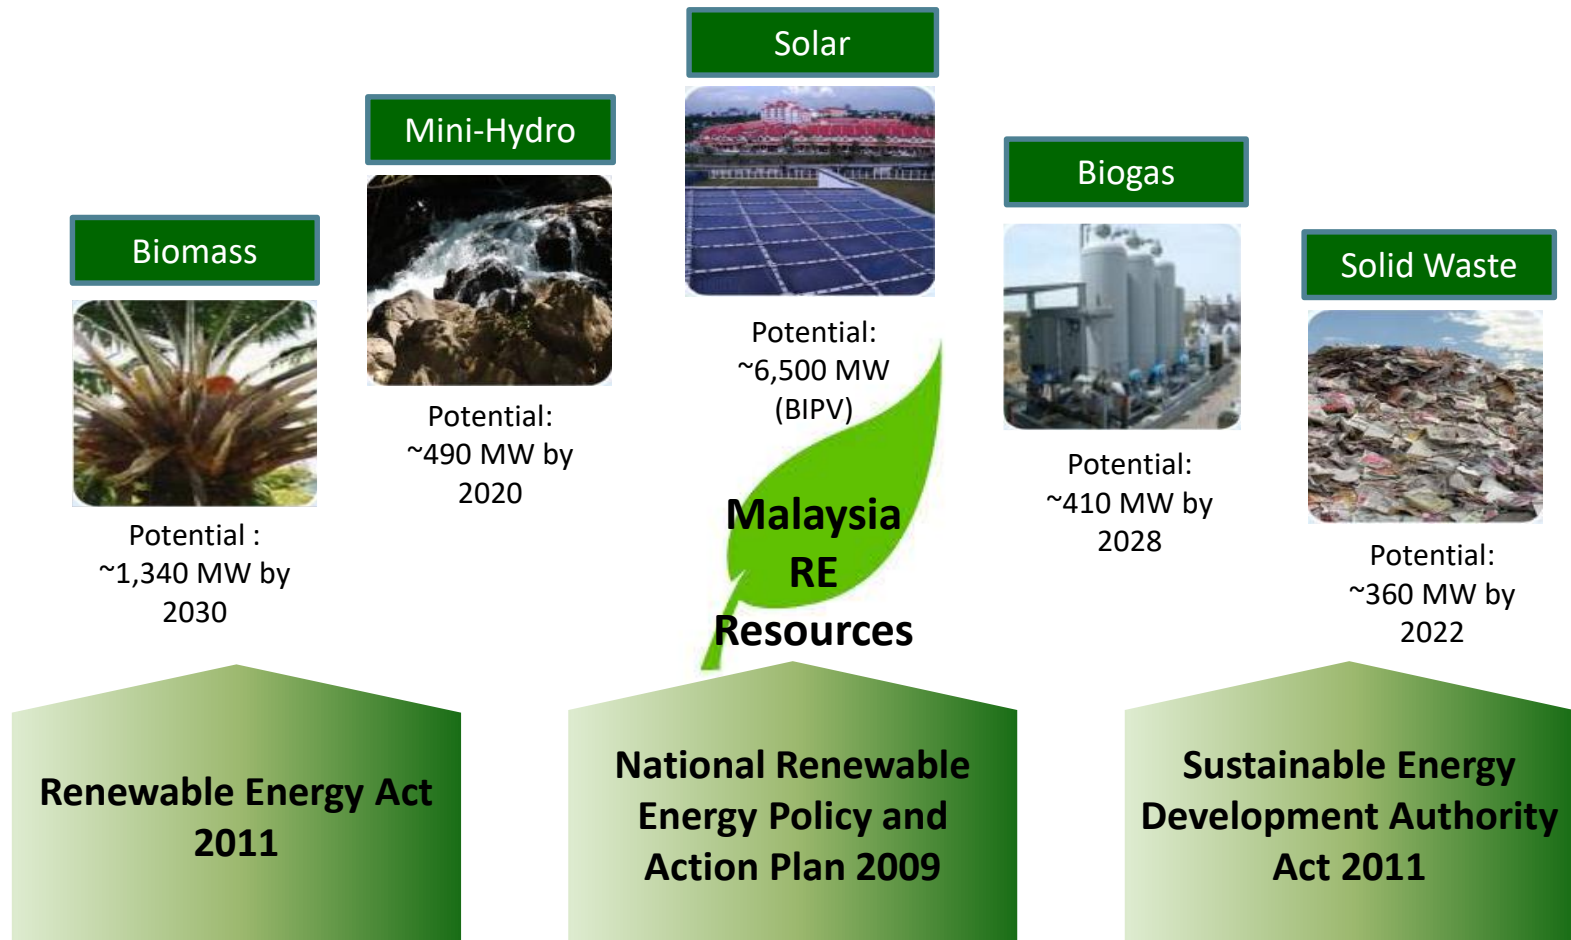 Solar
Mini-Hydro
Biogas
Biomass
Solid Waste
Potential:
~6,500 MW
(BIPV)
Potential:
~490 MW by
2020
Potential:
~410 MW by
2028
Potential :
~1,340 MW by
2030
Potential:
~360 MW by
2022
Malaysia
RE
Resources
Renewable Energy Act
2011
National Renewable
Energy Policy and
Action Plan 2009
Sustainable Energy
Development Authority
Act 2011